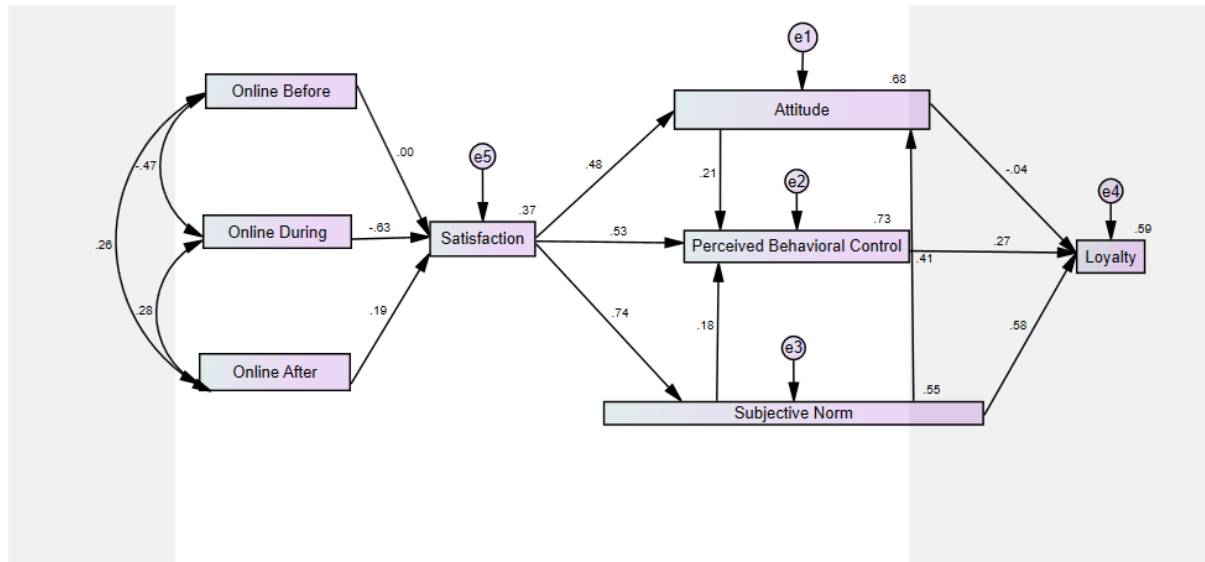 e1
.68
Online Before
Attitude
.00
e5
-.47
.48
.21
e2
-.04
e4
.37
.73
.59
Online During
-.63
Satisfaction
.53
Perceived Behavioral Control
.27
Loyalty
.26
.41
.28
.19
.74
.18
.58
e3
Online After
.55
Subjective Norm